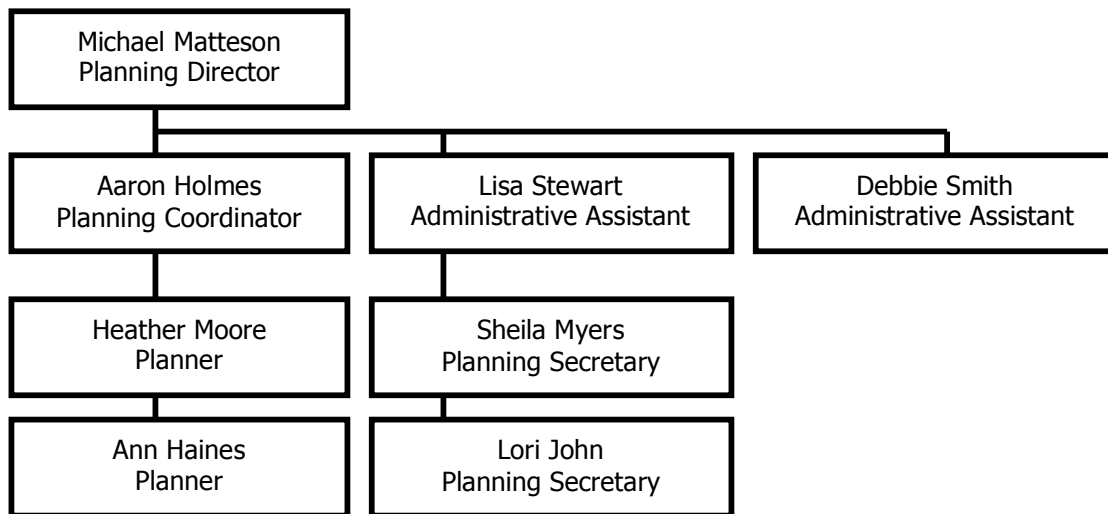 Michael Matteson
Planning Director
Aaron Holmes
Planning Coordinator
Lisa Stewart
Administrative Assistant
Debbie Smith
Administrative Assistant
Heather Moore
Planner
Sheila Myers
Planning Secretary
Ann Haines
Planner
Lori John
Planning Secretary